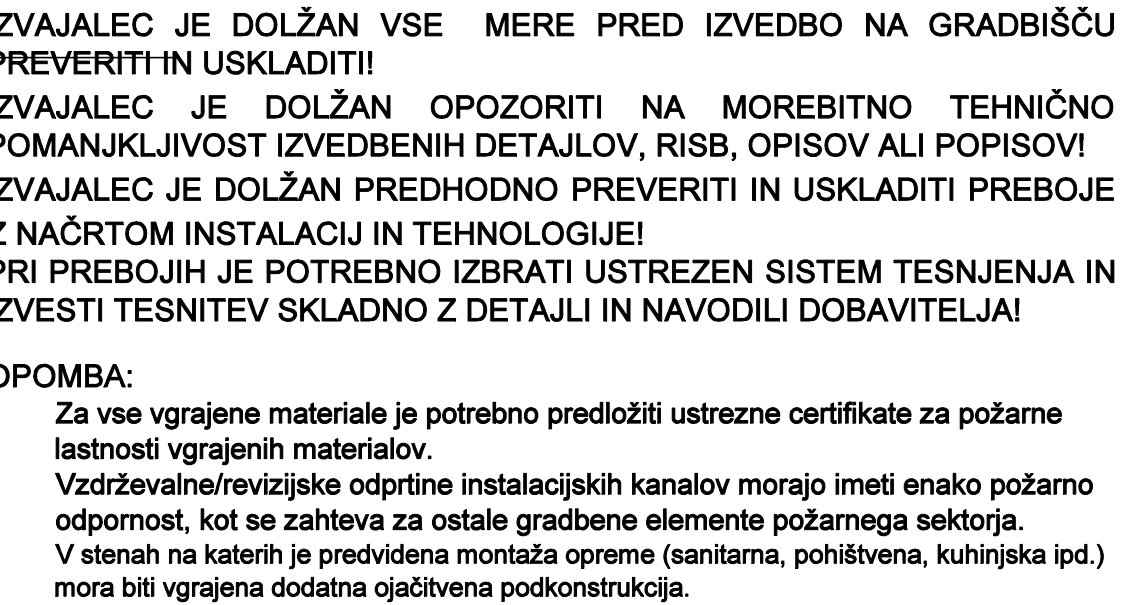 IZVAJALEC JE DOLŽAN VSE MERE PRED IZVEDBO NA GRADBIŠČU
PREVERITI IN USKLADITI!
IZVAJALEC JE DOLŽAN OPOZORITI NA MOREBITNO TEHNIČNO
POMANJKLJIVOST IZVEDBENIH DETAJLOV, RISB, OPISOV ALI POPISOV!
IZVAJALEC JE DOLŽAN PREDHODNO PREVERITI IN USKLADITI PREBOJE
Z NAČRTOM INSTALACIJ IN TEHNOLOGIJE!
PRI PREBOJIH JE POTREBNO IZBRATI USTREZEN SISTEM TESNJENJA IN
IZVESTI TESNITEV SKLADNO Z DETAJLI IN NAVODILI DOBAVITELJA!
OPOMBA:
Za vse vgrajene materiale je potrebno predložiti ustrezne certifikate za požarne
lastnosti vgrajenih materialov.
Vzdrževalne/revizijske odprtine instalacijskih kanalov morajo imeti enako požarno
odpornost, kot se zahteva za ostale gradbene elemente požarnega sektorja.
V stenah na katerih je predvidena montaža opreme (sanitarna, pohištvena, kuhinjska ipd.)
mora biti vgrajena dodatna ojačitvena podkonstrukcija.